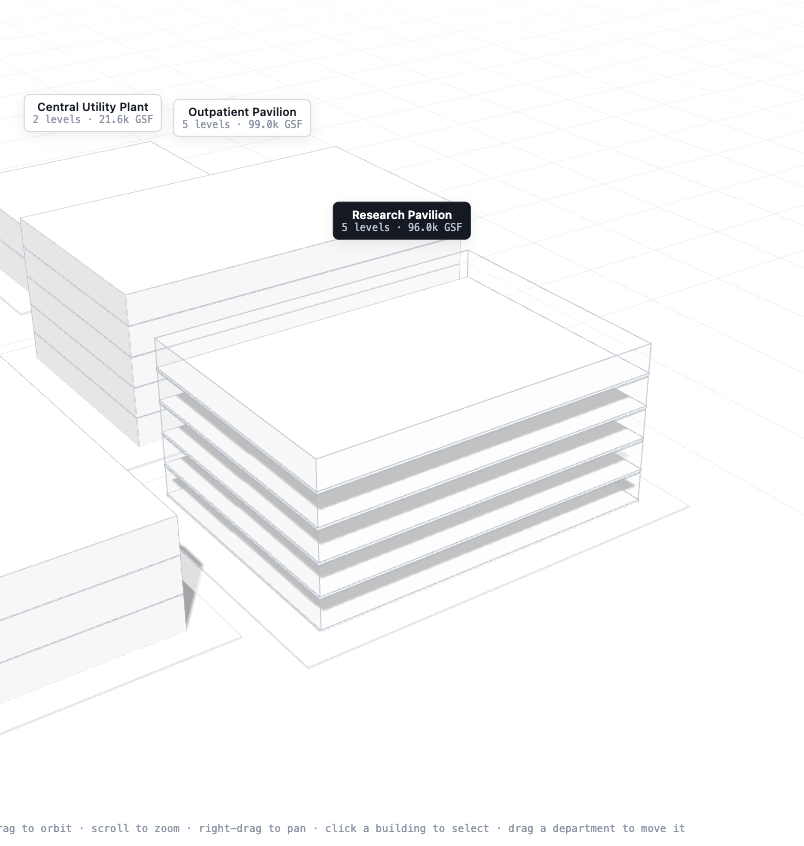 Central Utility Plant
2 levels · 21.6k GSF
Outpatient Pavilion
5 levels · 99.0k GSF
Research Pavilion
5 levels · 96.0k GSF
rag to orbit · scroll to zoom · right-drag to pan · click a building to select · drag a department to move it